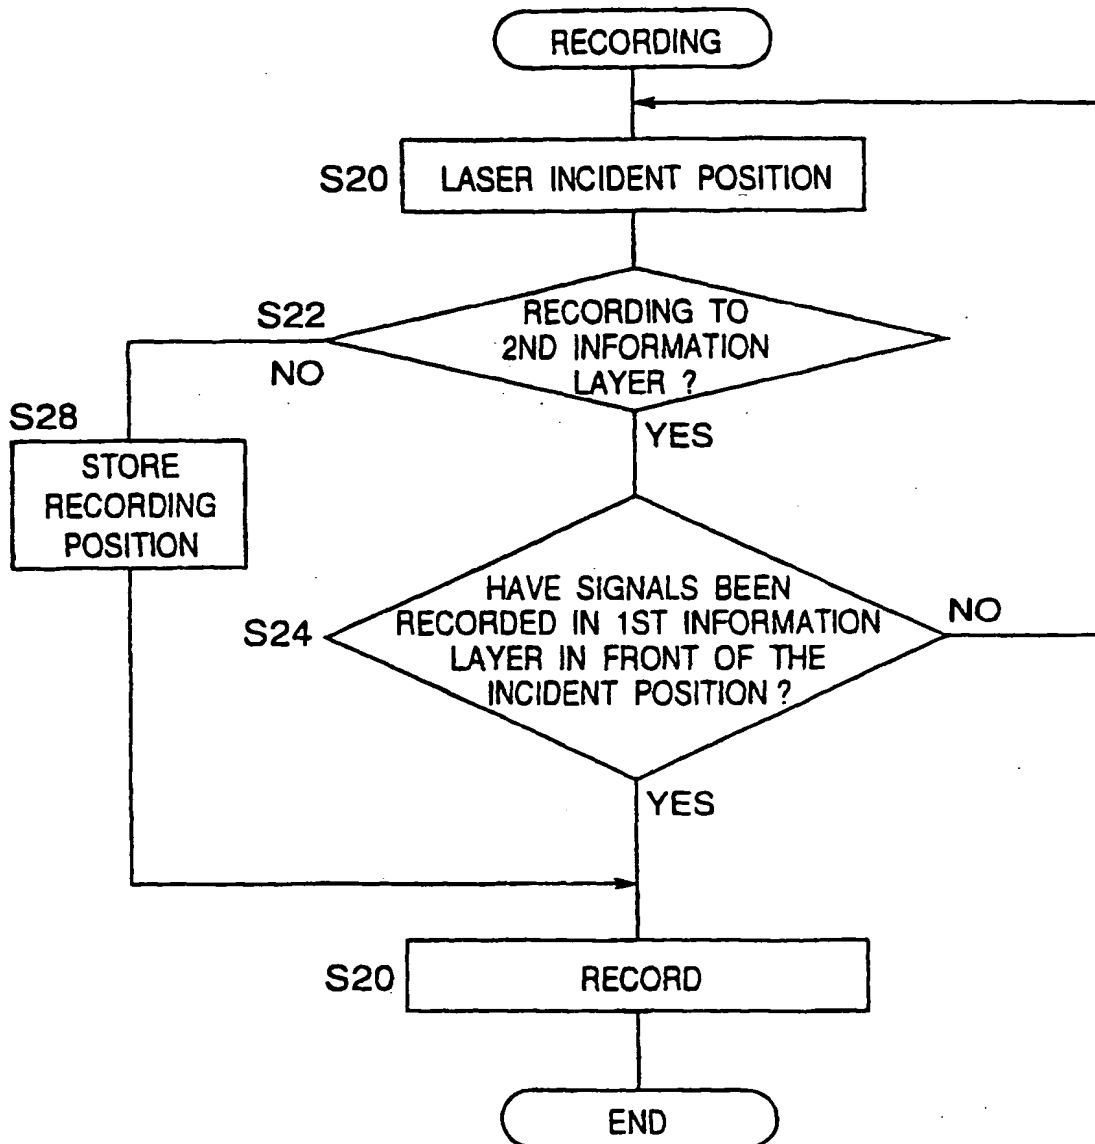 RECORDING
S20
LASER INCIDENT POSITION
S22
RECORDING TO
2ND INFORMATION
LAYER ?
NO
YES
S28
STORE
RECORDING
POSITION
S24
HAVE SIGNALS BEEN
RECORDED IN 1ST INFORMATION
LAYER IN FRONT OF THE
INCIDENT POSITION ?
NO
YES
S20
RECORD
END